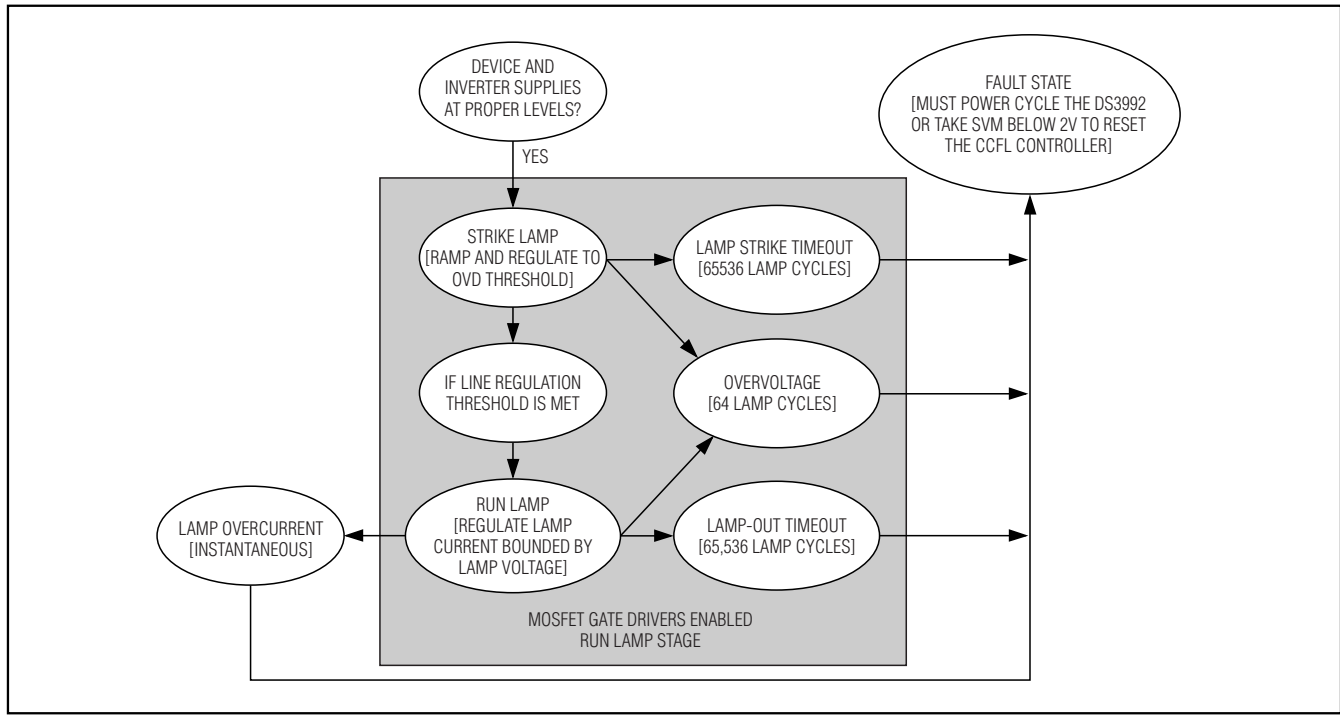 DEVICE AND
INVERTER SUPPLIES
AT PROPER LEVELS?
YES
FAULT STATE
[MUST POWER CYCLE THE DS3992
OR TAKE SVM BELOW 2V TO RESET
THE CCFL CONTROLLER]
STRIKE LAMP
[RAMP AND REGULATE TO
OVD THRESHOLD]
LAMP STRIKE TIMEOUT
[65536 LAMP CYCLES]
IF LINE REGULATION
THRESHOLD IS MET
OVERVOLTAGE
[64 LAMP CYCLES]
LAMP OVERCURRENT
[INSTANTANEOUS]
RUN LAMP
[REGULATE LAMP
CURRENT BOUNDED BY
LAMP VOLTAGE]
LAMP-OUT TIMEOUT
[65,536 LAMP CYCLES]
MOSFET GATE DRIVERS ENABLED
RUN LAMP STAGE